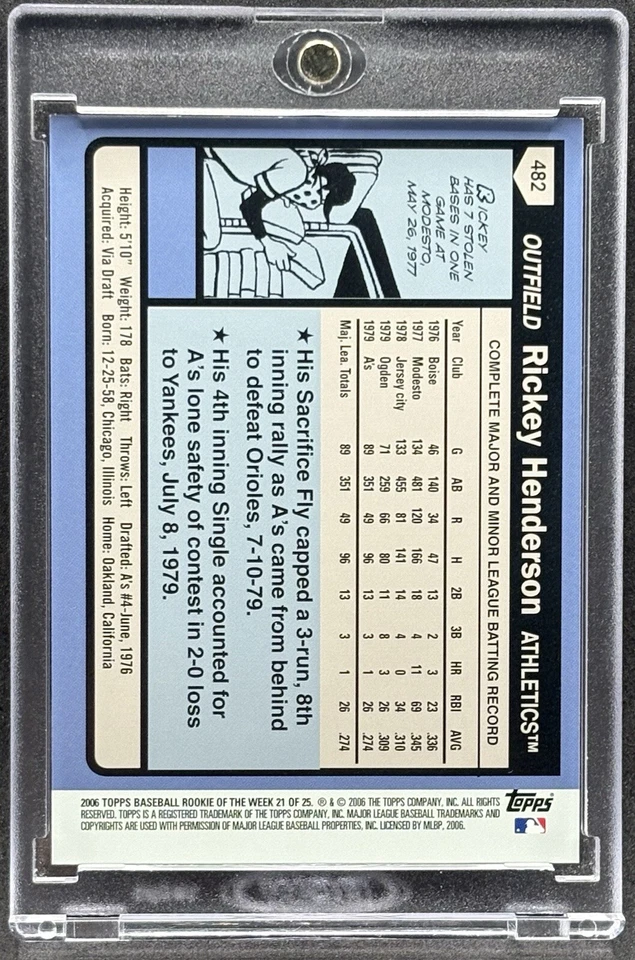 482
OUTFIELD Rickey Henderson ATHLETICS™
RICKEY
HAS 7 STOLEN
BASES IN ONE
GAME AT
MODESTO,
MAY 26, 1977
COMPLETE MAJOR AND MINOR LEAGUE BATTING RECORD
Year Club G AB R H 2B 3B HR RBI AVG
1976 Boise 46 140 34 47 13 2 3 23 .336
1977 Modesto 134 481 120 166 18 4 11 69 .345
1978 Jersey city 133 455 81 141 14 4 0 34 .310
1979 Ogden 71 259 66 80 11 8 3 26 .309
1979 A's 89 351 49 96 13 3 1 26 .274
Maj. Lea. Totals 89 351 49 96 13 3 1 26 .274
★ His Sacrifice Fly capped a 3-run, 8th
inning rally as A's came from behind
to defeat Orioles, 7-10-79.
★ His 4th inning Single accounted for
A's lone safety of contest in 2-0 loss
to Yankees, July 8, 1979.
Height: 5'10" Weight: 178 Bats: Right Throws: Left Drafted: A's #4-June, 1976
Acquired: Via Draft Born: 12-25-58, Chicago, Illinois Home: Oakland, California
topps®
2006 TOPPS BASEBALL ROOKIE OF THE WEEK 21 OF 25. ® & © 2006 THE TOPPS COMPANY, INC. ALL RIGHTS
RESERVED. TOPPS IS A REGISTERED TRADEMARK OF THE TOPPS COMPANY, INC. MAJOR LEAGUE BASEBALL TRADEMARKS AND
COPYRIGHTS ARE USED WITH PERMISSION OF MAJOR LEAGUE BASEBALL PROPERTIES, INC. LICENSED BY MLBP, 2006.